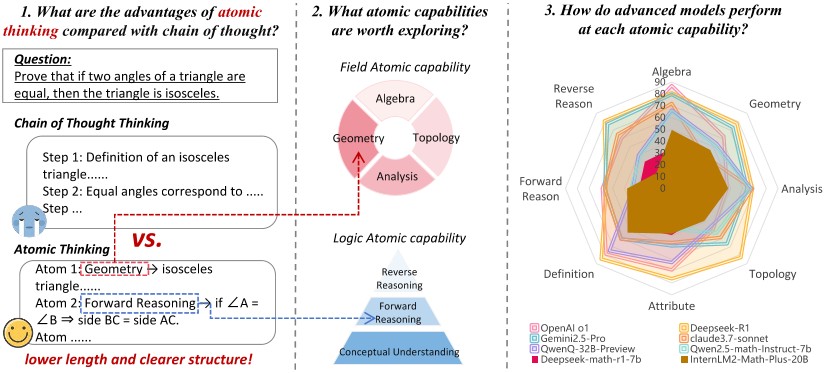 1. What are the advantages of atomic
thinking compared with chain of thought?
Question:
Prove that if two angles of a triangle are
equal, then the triangle is isosceles.
Chain of Thought Thinking
Step 1: Definition of an isosceles
triangle......
Step 2: Equal angles correspond to .....
Step ...
VS.
Atomic Thinking
Atom 1: Geometry → isosceles
triangle......
Atom 2: Forward Reasoning → if ∠A =
∠B ⇒ side BC = side AC.
Atom ......
lower length and clearer structure!
2. What atomic capabilities
are worth exploring?
Field Atomic capability
Algebra
Geometry
Topology
Analysis
Logic Atomic capability
Reverse
Reasoning
Forward
Reasoning
Conceptual Understanding
3. How do advanced models perform
at each atomic capability?
Algebra
Geometry
Analysis
Topology
Attribute
Definition
Forward
Reason
Reverse
Reason
90
80
70
60
50
40
30
20
10
0
OpenAI o1
Deepseek-R1
Gemini2.5-Pro
claude3.7-sonnet
QwenQ-32B-Preview
Qwen2.5-math-Instruct-7b
Deepseek-math-r1-7b
InternLM2-Math-Plus-20B